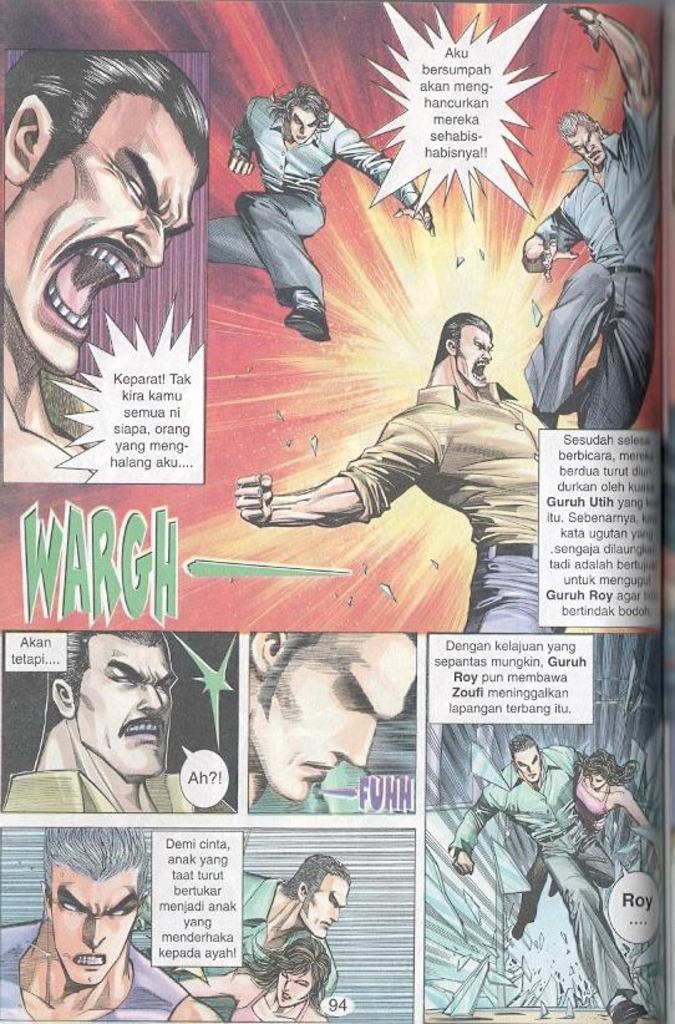 Aku
bersumpah
akan meng-
hancurkan
mereka
sehabis-
habisnya!!
Keparat! Tak
kira kamu
semua ni
siapa, orang
yang meng-
halang aku....
Sesudah
berbicara,
berdua turut
durkan oleh
Guruh Utih yang
itu. Sebenarnya,
kata ugutan yang
sengaja
tadi adalah
untuk mengugut
Guruh Roy agar
bertindak bodoh.
WARGH
Akan
tetapi....
Ah?!
FUHH
Dengan kelajuan yang
sepantas mungkin, Guruh
Roy pun membawa
Zoufi meninggalkan
lapangan terbang itu.
Demi cinta,
anak yang
taat turut
bertukar
menjadi anak
yang
menderhaka
kepada ayah!
Roy
....
94